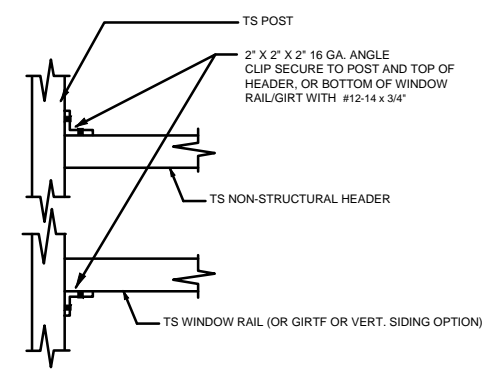 TS POST
2" X 2" X 2" 16 GA. ANGLE
CLIP SECURE TO POST AND TOP OF
HEADER, OR BOTTOM OF WINDOW
RAIL/GIRT WITH #12-14 x 3/4"
TS NON-STRUCTURAL HEADER
TS WINDOW RAIL (OR GIRTF OR VERT. SIDING OPTION)